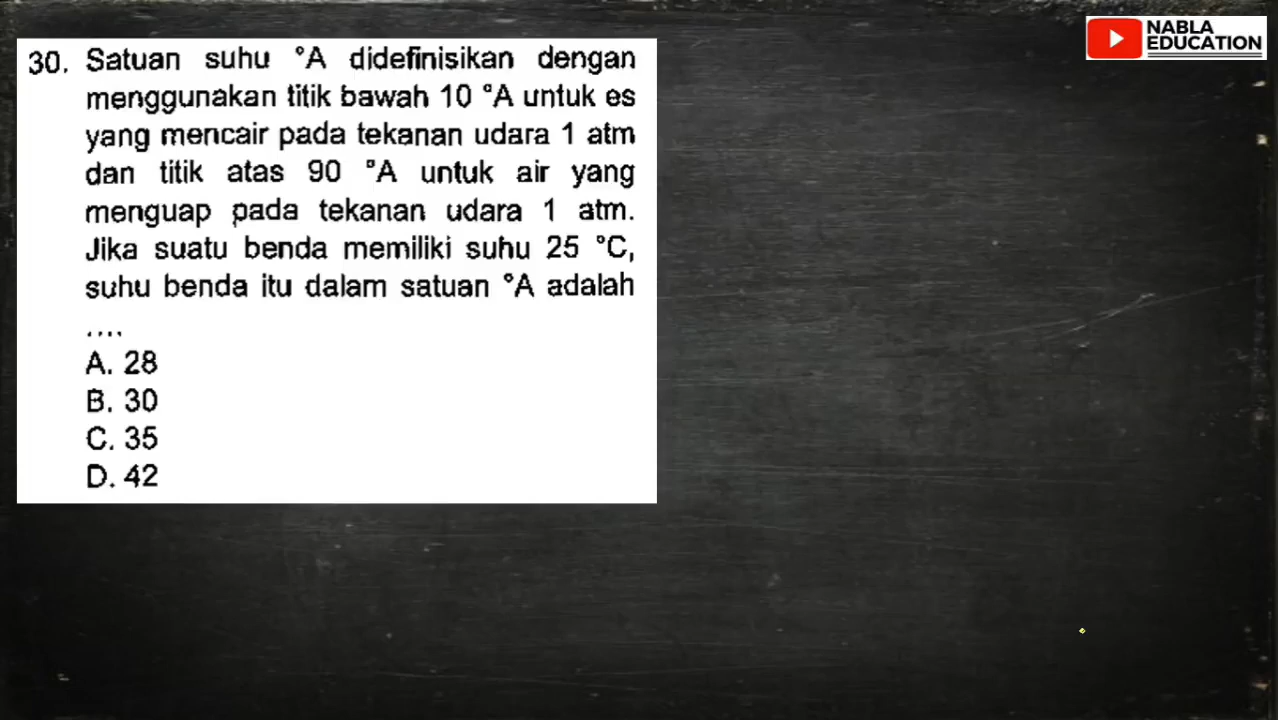 NABLA
EDUCATION
30. Satuan suhu °A didefinisikan dengan
menggunakan titik bawah 10 °A untuk es
yang mencair pada tekanan udara 1 atm
dan titik atas 90 °A untuk air yang
menguap pada tekanan udara 1 atm.
Jika suatu benda memiliki suhu 25 °C,
suhu benda itu dalam satuan °A adalah
....
A. 28
B. 30
C. 35
D. 42